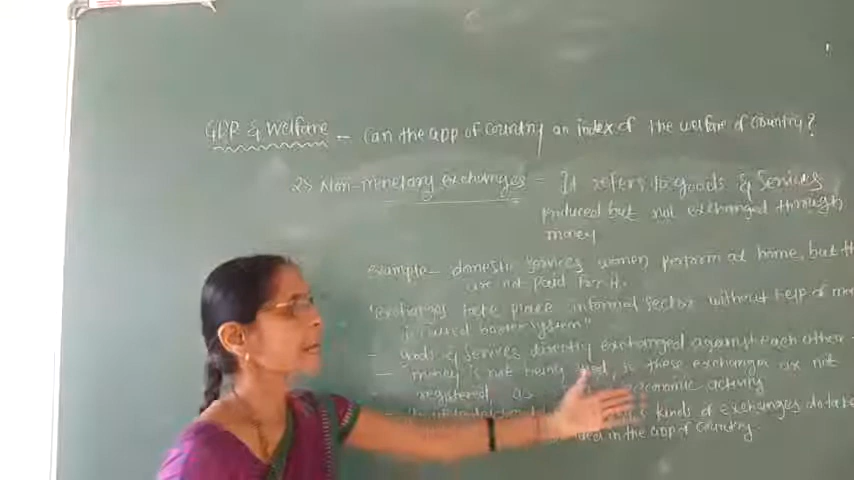 GDP & Welfare - Can the GDP of Country an index of the welfare of Country?
2> Non-Monetary exchanges - It refers to goods & Services
produced but not exchanged through
money
example - domestic services women perform at home, but
are not paid for it.
"exchanges take place informal sector without help of
is called barter system"
- Goods & Services directly exchanged against each other
- money is not being used, is these exchanges are not
registered as economic activity
kinds of exchanges
in the GDP of Country.